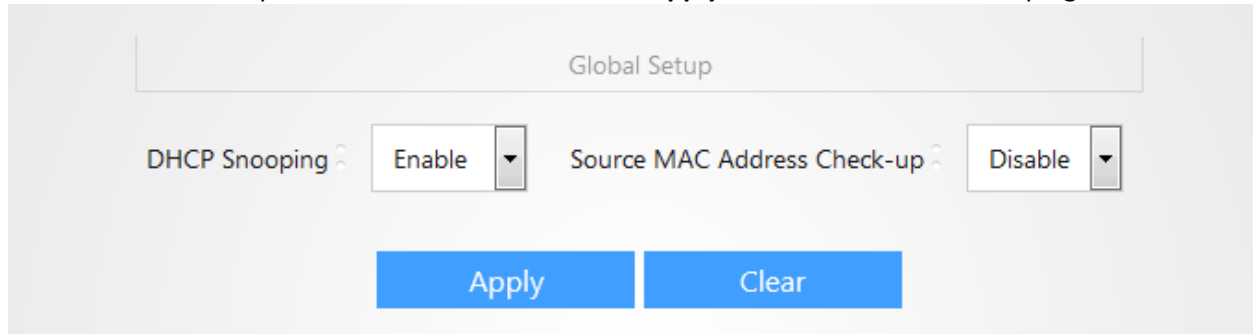 Global Setup
DHCP Snooping : Enable Source MAC Address Check-up : Disable
Apply Clear